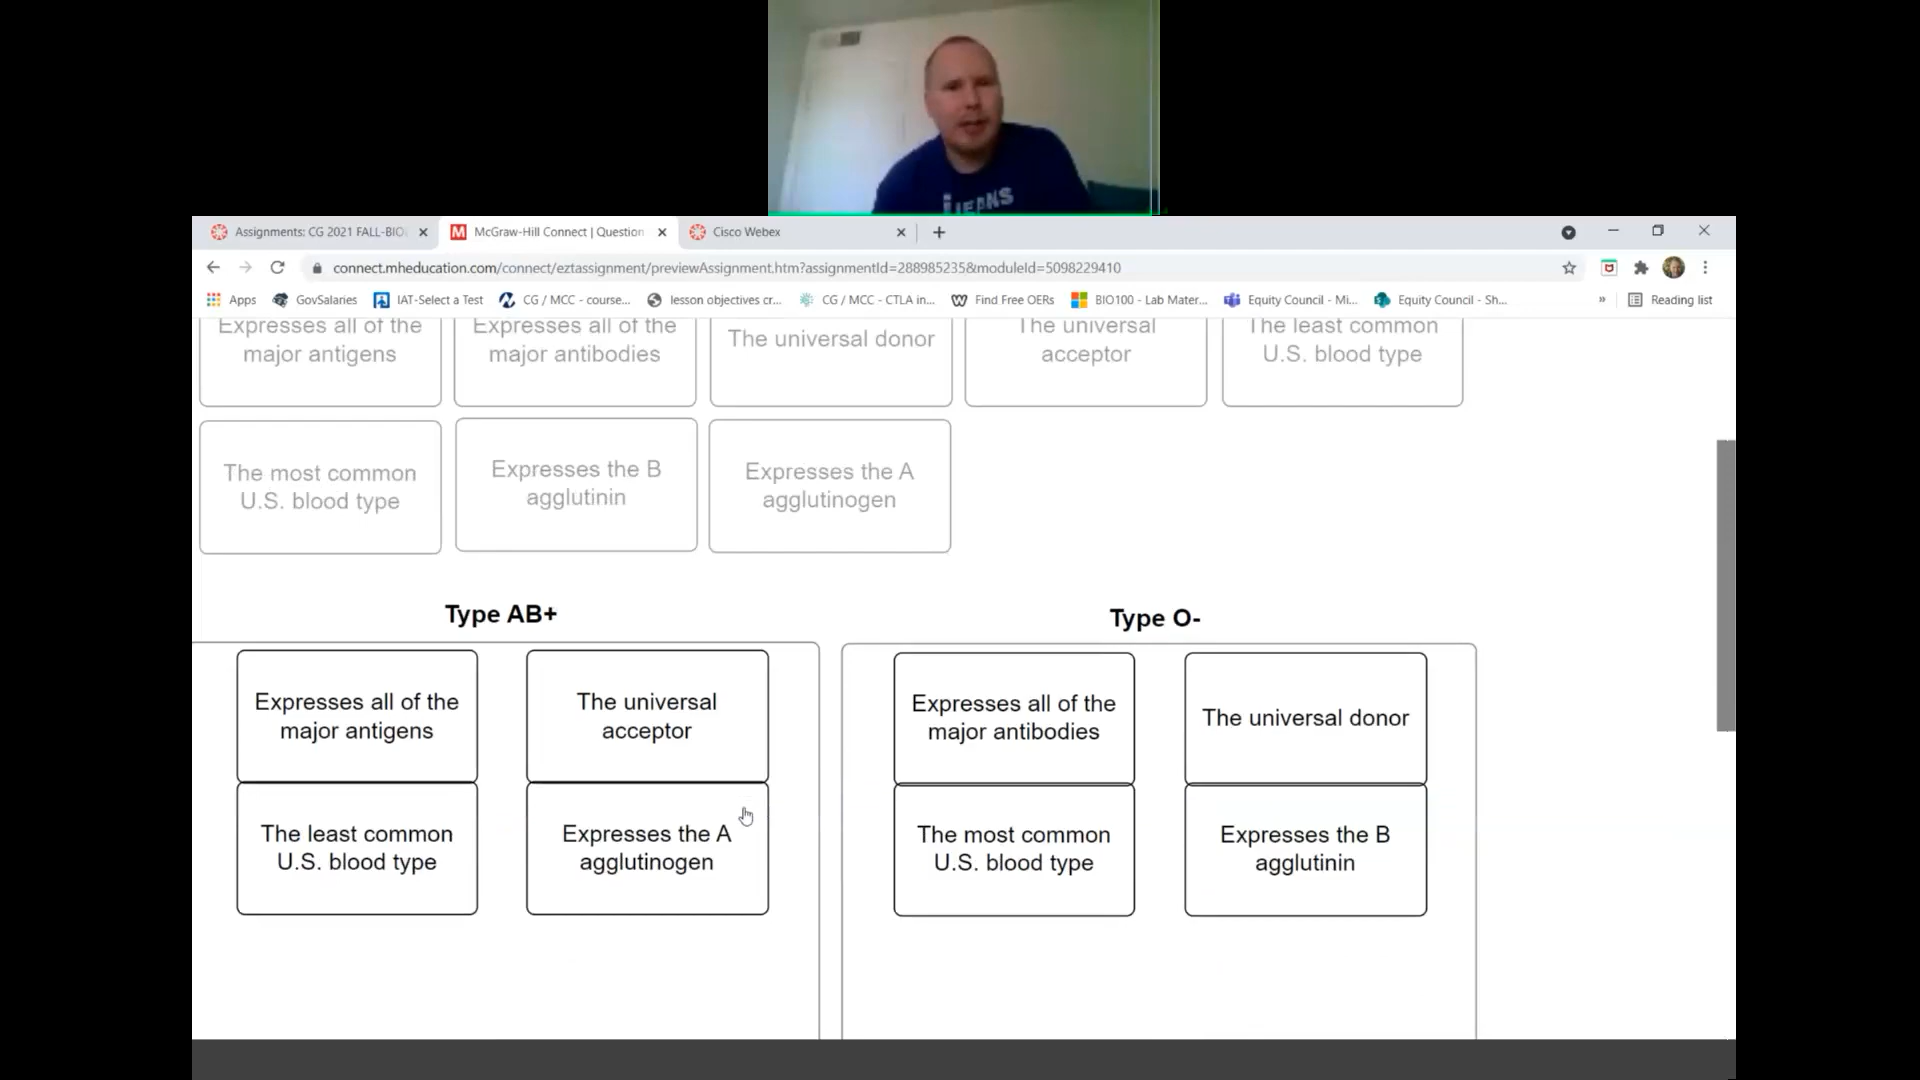 Assignments: CG 2021 FALL-BIO
McGraw-Hill Connect | Question
Cisco Webex
connect.mheducation.com/connect/eztassignment/previewAssignment.htm?assignmentId=288985235&moduleId=5098229410
Apps
GovSalaries
IAT-Select a Test
CG / MCC - course...
lesson objectives cr...
CG / MCC - CTLA in...
Find Free OERs
BIO100 - Lab Mater...
Equity Council - Mi...
Equity Council - Sh...
»
Reading list
Expresses all of the
major antigens
Expresses all of the
major antibodies
The universal donor
The universal
acceptor
The least common
U.S. blood type
The most common
U.S. blood type
Expresses the B
agglutinin
Expresses the A
agglutinogen
Type AB+
Expresses all of the
major antigens
The universal
acceptor
The least common
U.S. blood type
Expresses the A
agglutinogen
Type O-
Expresses all of the
major antibodies
The universal donor
The most common
U.S. blood type
Expresses the B
agglutinin